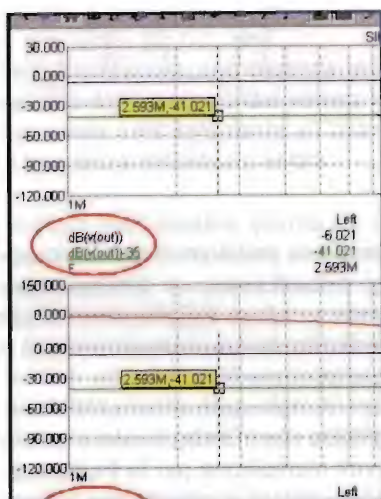 30.000
0.000
-30.000
-60.000
-90.000
-120.000
2.593M,-41.021
1M
Left
dB(v(out)) -6.021
dB(v(out))-35 -41.021
F 2.593M
0.000
0.000
-30.000
-60.000
-90.000
-120.000
2.593M,-41.021
1M
Left